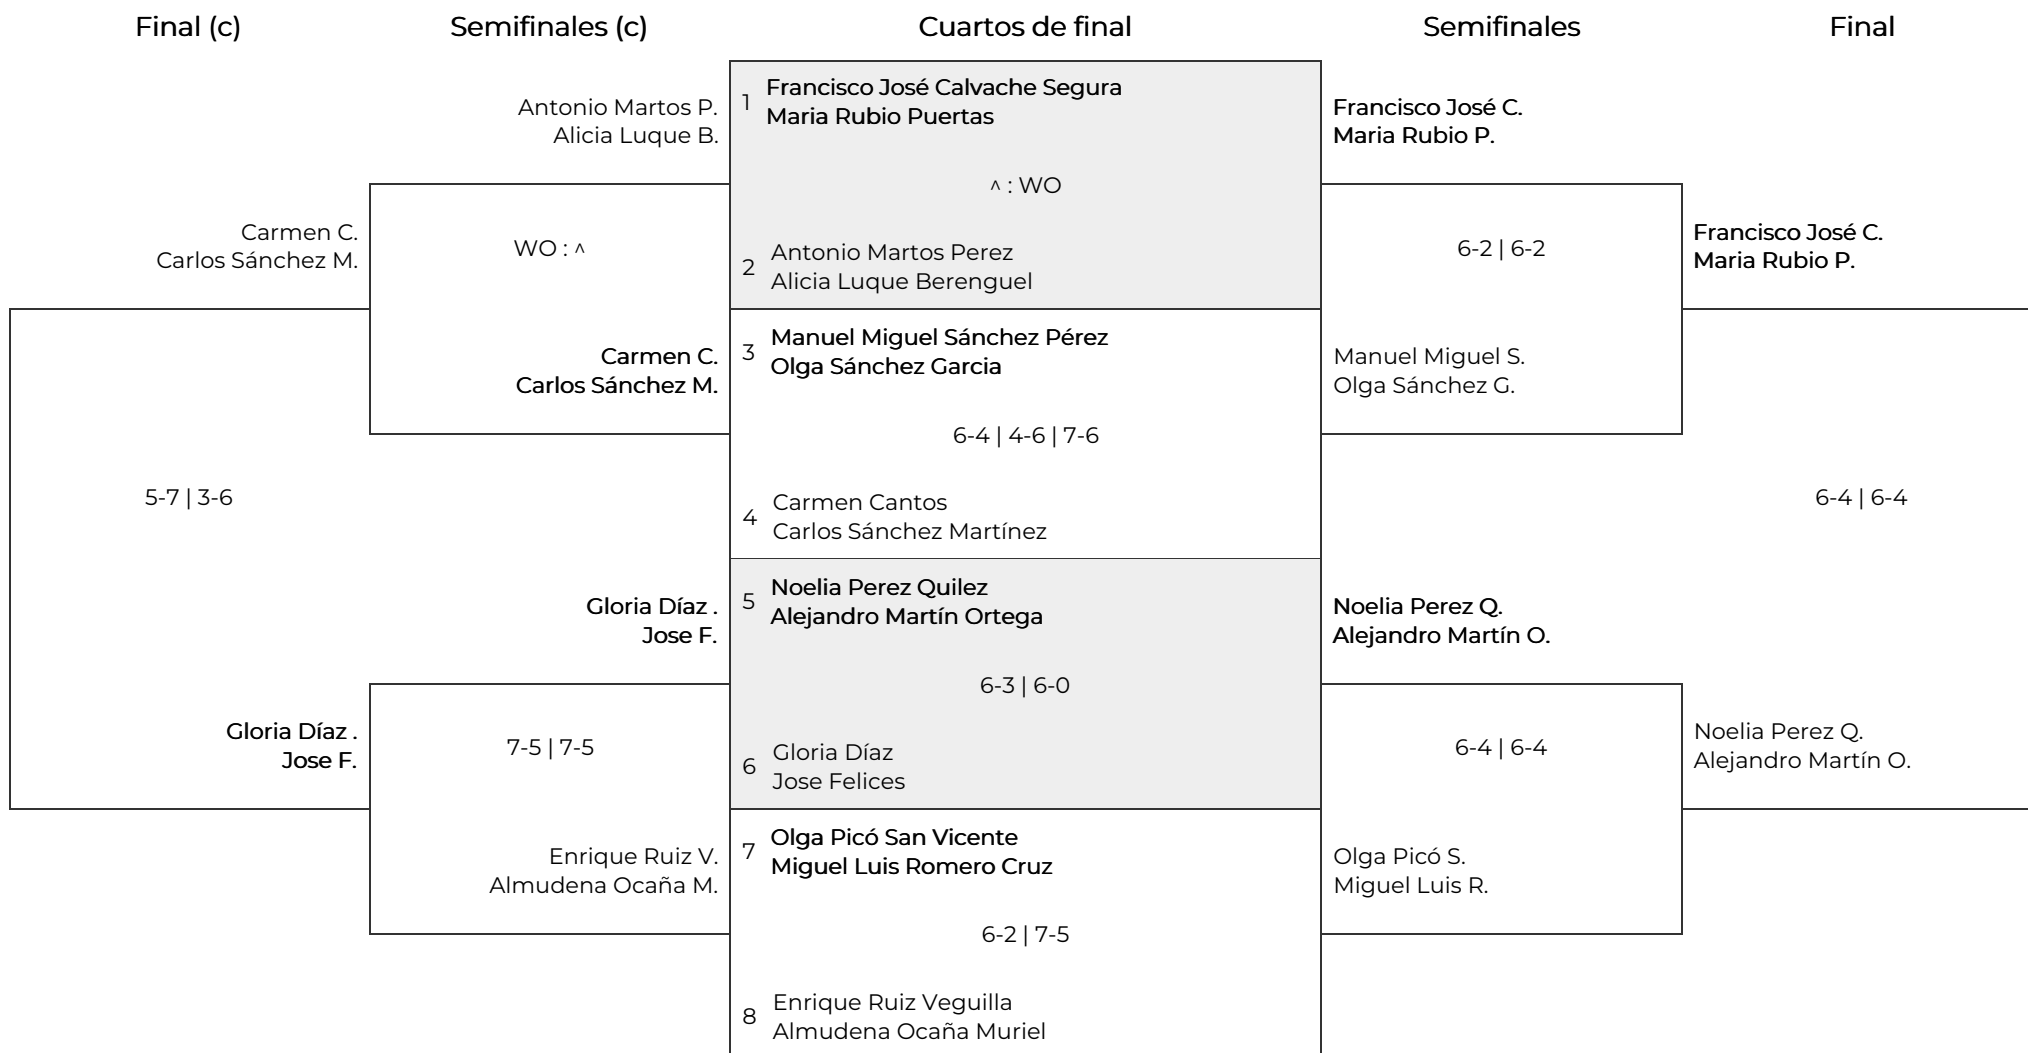 Final (c)
Semifinales (c)
Cuartos de final
Semifinales
Final
Antonio Martos P.
Alicia Luque B.
WO : ^
Carmen C.
Carlos Sánchez M.
Carmen C.
Carlos Sánchez M.
5-7 | 3-6
Gloria Díaz .
Jose F.
Gloria Díaz .
Jose F.
7-5 | 7-5
Enrique Ruiz V.
Almudena Ocaña M.
1
Francisco José Calvache Segura
Maria Rubio Puertas
^ : WO
2
Antonio Martos Perez
Alicia Luque Berenguel
3
Manuel Miguel Sánchez Pérez
Olga Sánchez Garcia
6-4 | 4-6 | 7-6
4
Carmen Cantos
Carlos Sánchez Martínez
5
Noelia Perez Quilez
Alejandro Martín Ortega
6-3 | 6-0
6
Gloria Díaz
Jose Felices
7
Olga Picó San Vicente
Miguel Luis Romero Cruz
6-2 | 7-5
8
Enrique Ruiz Veguilla
Almudena Ocaña Muriel
Francisco José C.
Maria Rubio P.
6-2 | 6-2
Manuel Miguel S.
Olga Sánchez G.
Francisco José C.
Maria Rubio P.
6-4 | 6-4
Noelia Perez Q.
Alejandro Martín O.
6-4 | 6-4
Olga Picó S.
Miguel Luis R.
Noelia Perez Q.
Alejandro Martín O.